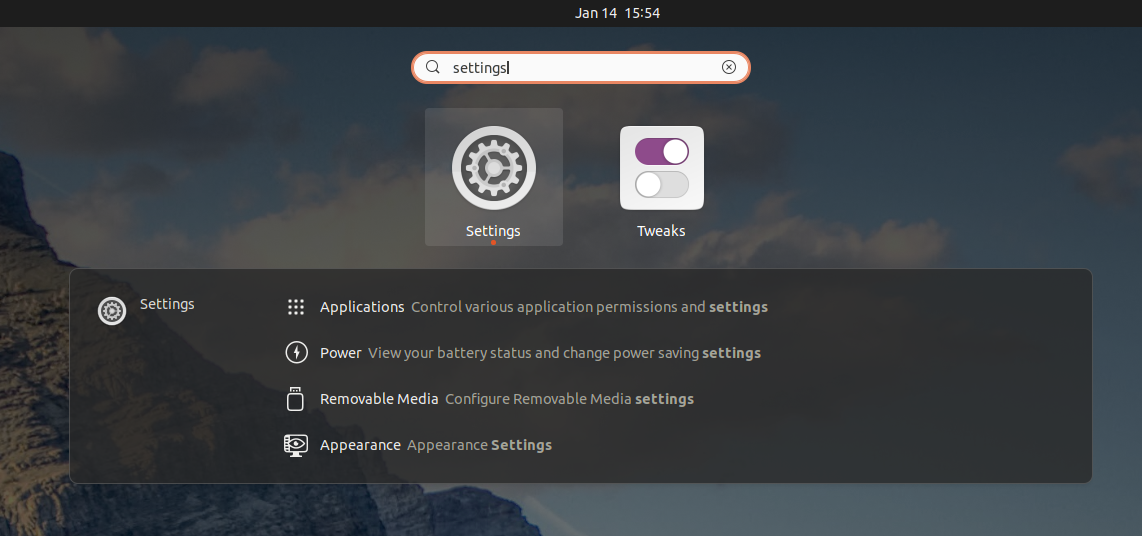 Jan 14 15:54
settings
Settings
Tweaks
Settings
Applications Control various application permissions and settings
Power View your battery status and change power saving settings
Removable Media Configure Removable Media settings
Appearance Appearance Settings